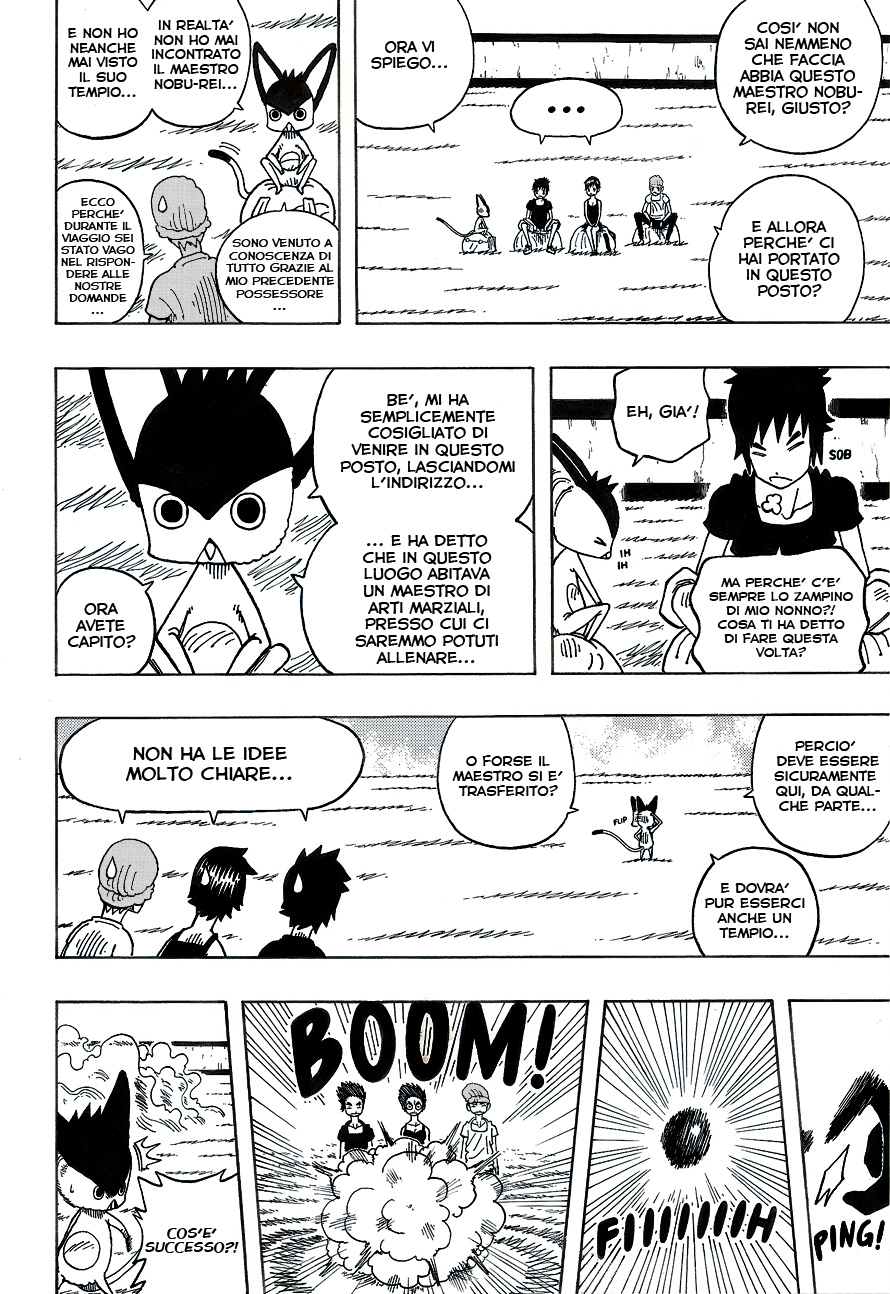 COSI' NON
SAI NEMMENO
CHE FACCIA
ABBIA QUESTO
MAESTRO NOBU-
REI, GIUSTO?
E ALLORA
PERCHE' CI
HAI PORTATO
IN QUESTO
POSTO?
...
ORA VI
SPIEGO...
IN REALTA'
NON HO MAI
INCONTRATO
IL MAESTRO
NOBU-REI...
E NON HO
NEANCHE
MAI VISTO
IL SUO
TEMPIO...
SONO VENUTO A
CONOSCENZA DI
TUTTO GRAZIE AL
MIO PRECEDENTE
POSSESSORE
...
ECCO
PERCHE'
DURANTE IL
VIAGGIO SEI
STATO VAGO
NEL RISPON-
DERE ALLE
NOSTRE
DOMANDE
...
EH, GIA'!
SOB
IH
IH
MA PERCHE' C'E'
SEMPRE LO ZAMPINO
DI MIO NONNO?!
COSA TI HA DETTO
DI FARE QUESTA
VOLTA?
BE', MI HA
SEMPLICEMENTE
COSIGLIATO DI
VENIRE IN QUESTO
POSTO, LASCIANDOMI
L'INDIRIZZO...
... E HA DETTO
CHE IN QUESTO
LUOGO ABITAVA
UN MAESTRO DI
ARTI MARZIALI,
PRESSO CUI CI
SAREMMO POTUTI
ALLENARE...
ORA
AVETE
CAPITO?
PERCIO'
DEVE ESSERE
SICURAMENTE
QUI, DA QUAL-
CHE PARTE...
E DOVRA'
PUR ESSERCI
ANCHE UN
TEMPIO...
FLIP
O FORSE IL
MAESTRO SI E'
TRASFERITO?
NON HA LE IDEE
MOLTO CHIARE...
PING!
FIIIIIIIIH
BOOM!
COS'E'
SUCCESSO?!